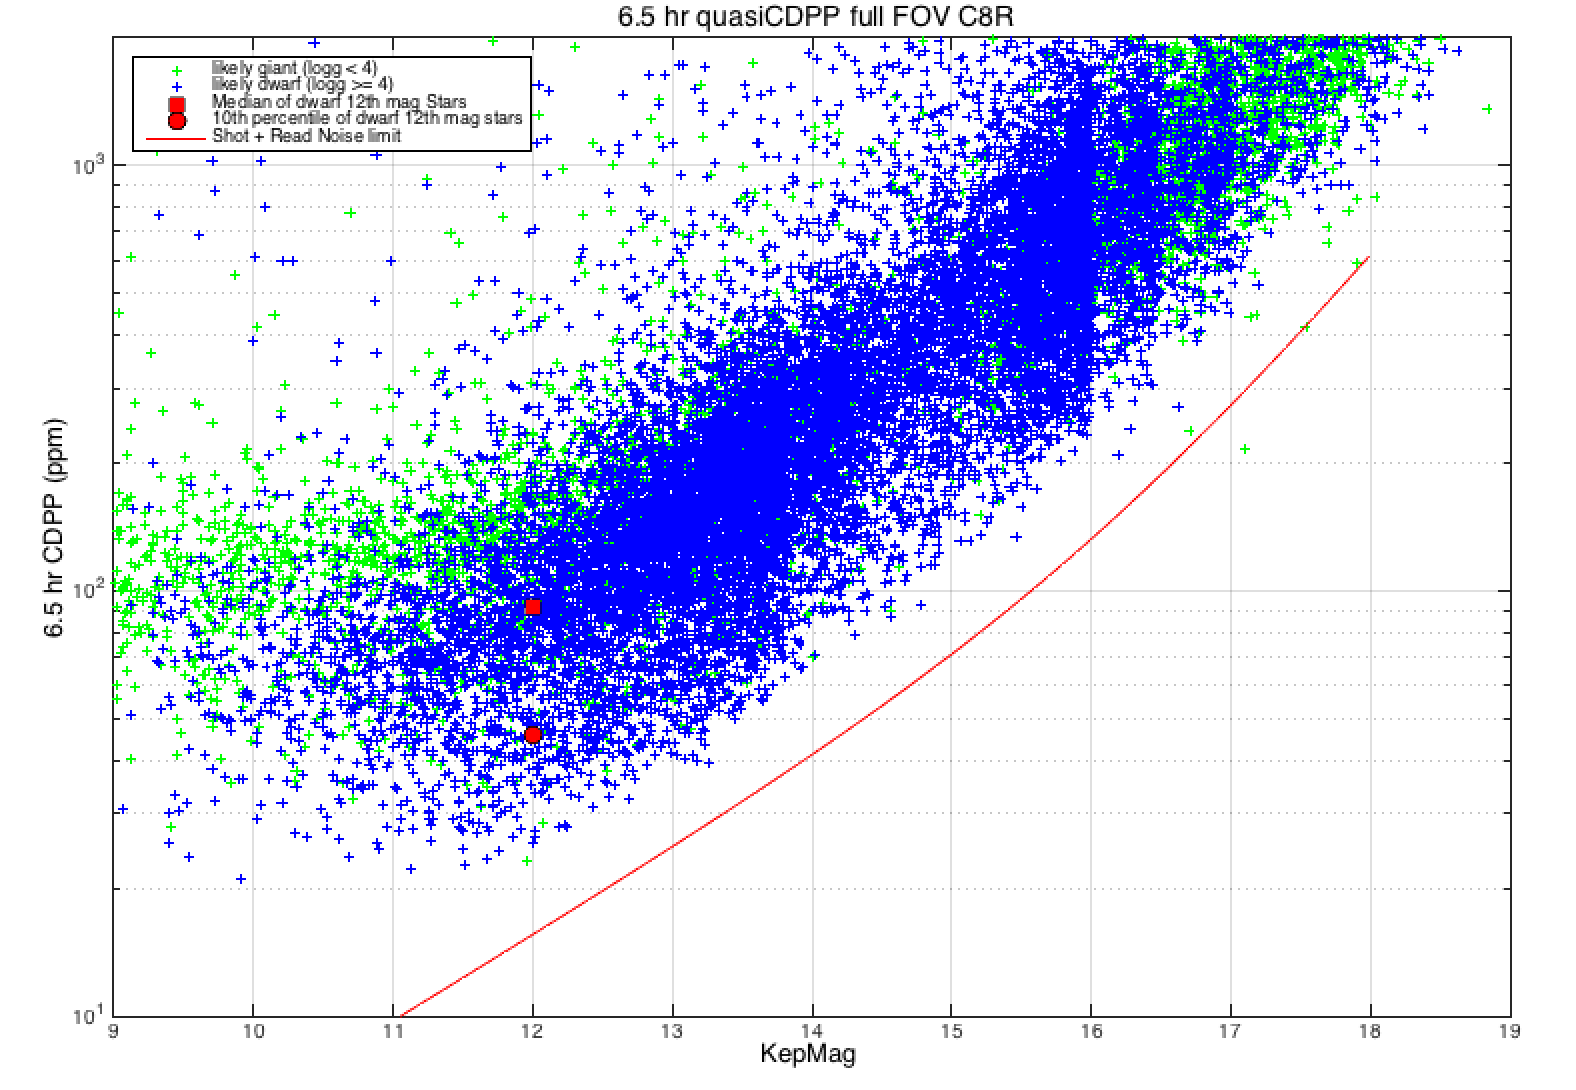 6.5 hr quasiCDPP full FOV C8R
likely giant (logg < 4)
likely dwarf (logg >= 4)
Median of dwarf 12th mag Stars
10th percentile of dwarf 12th mag stars
Shot + Read Noise limit
6.5 hr CDPP (ppm)
10³
10²
10¹
9 10 11 12 13 14 15 16 17 18 19
KepMag